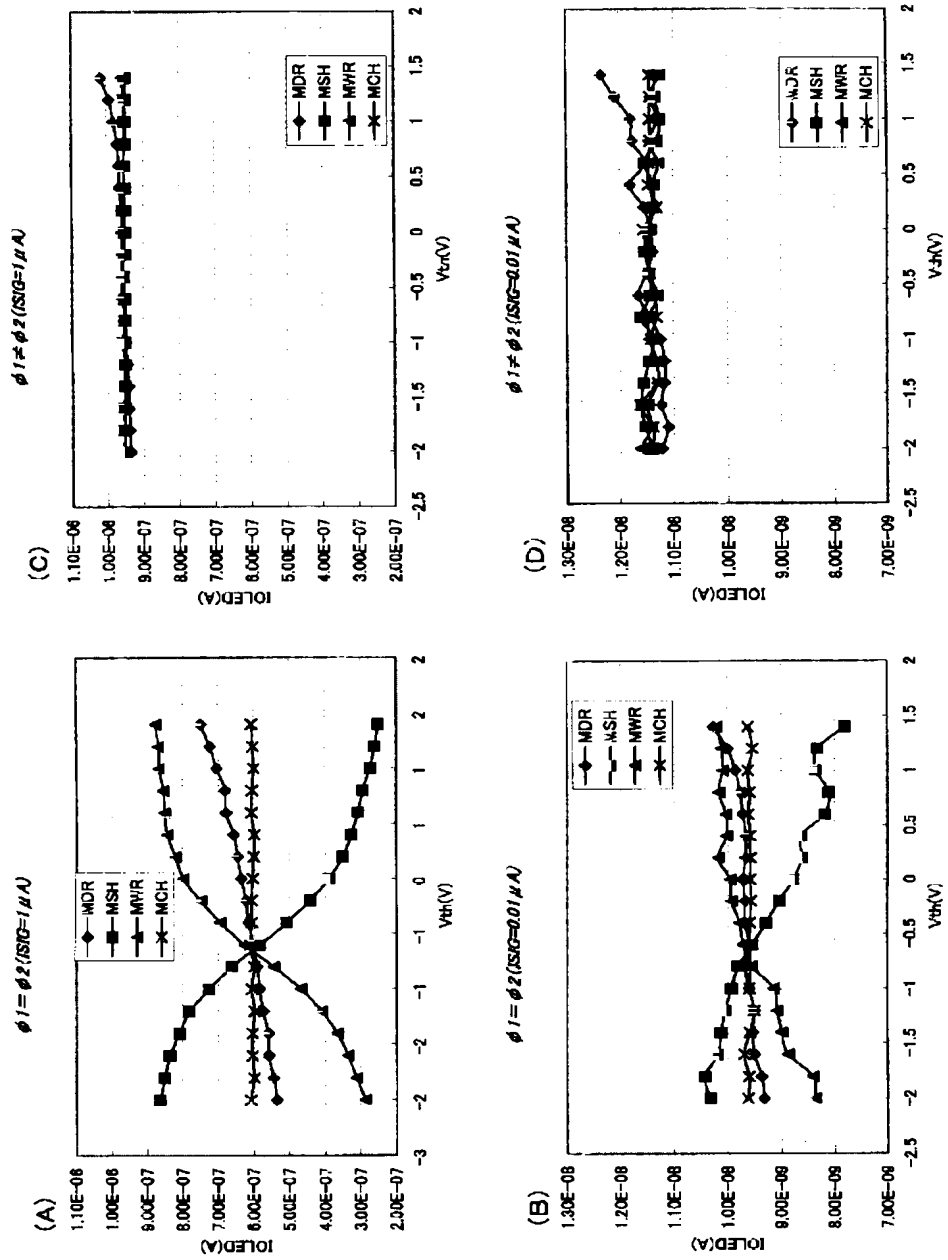 (A)
φ1=φ2(ISIG=1μA)
IOLED(A)
1.10E-06
1.00E-06
9.00E-07
8.00E-07
7.00E-07
6.00E-07
5.00E-07
4.00E-07
3.00E-07
2.00E-07
-3
-2
-2
-1
-1
0
1
1
2
2
Vth(V)
MDR
MSH
MWR
MCH
(B)
φ1=φ2(ISIG=0.01μA)
IOLED(A)
1.30E-08
1.20E-08
1.10E-08
1.00E-08
9.00E-09
8.00E-09
7.00E-09
-2.5
-2
-1.5
-1
-0.5
0
0.5
1
1.5
2
Vth(V)
MDR
MSH
MWR
MCH
(C)
φ1≠φ2(ISIG=1μA)
IOLED(A)
1.10E-06
1.00E-06
9.00E-07
8.00E-07
7.00E-07
6.00E-07
5.00E-07
4.00E-07
3.00E-07
2.00E-07
-2.5
-2
-1.5
-1
-0.5
0
0.5
1
1.5
2
Vth(V)
MDR
MSH
MWR
MCH
(D)
φ1≠φ2(ISIG=0.01μA)
IOLED(A)
1.30E-08
1.20E-08
1.10E-08
1.00E-08
9.00E-09
8.00E-09
7.00E-09
-2.5
-2
-1.5
-1
-0.5
0
0.5
1
1.5
2
Vth(V)
MDR
MSH
MWR
MCH